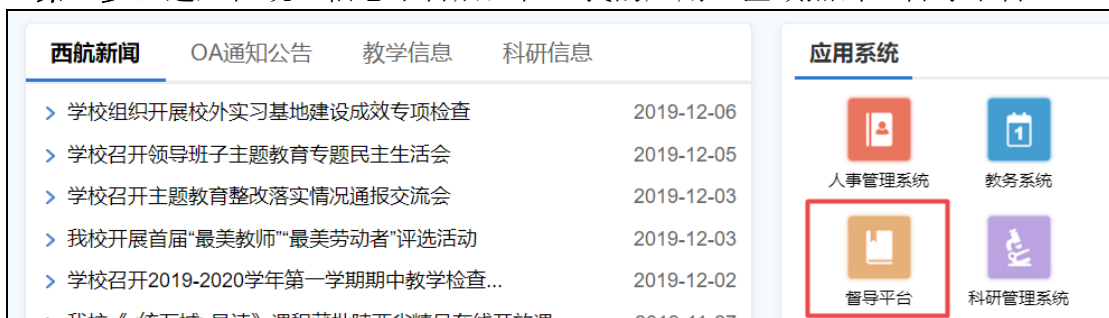 西航新闻 OA通知公告 教学信息 科研信息
学校组织开展校外实习基地建设成效专项检查 2019-12-06
学校召开领导班子主题教育专题民主生活会 2019-12-05
学校召开主题教育整改落实情况通报交流会 2019-12-03
我校开展首届“最美教师”“最美劳动者”评选活动 2019-12-03
学校召开2019-2020学年第一学期期中教学检查... 2019-12-02
应用系统
人事管理系统 教务系统
1
督导平台 科研管理系统